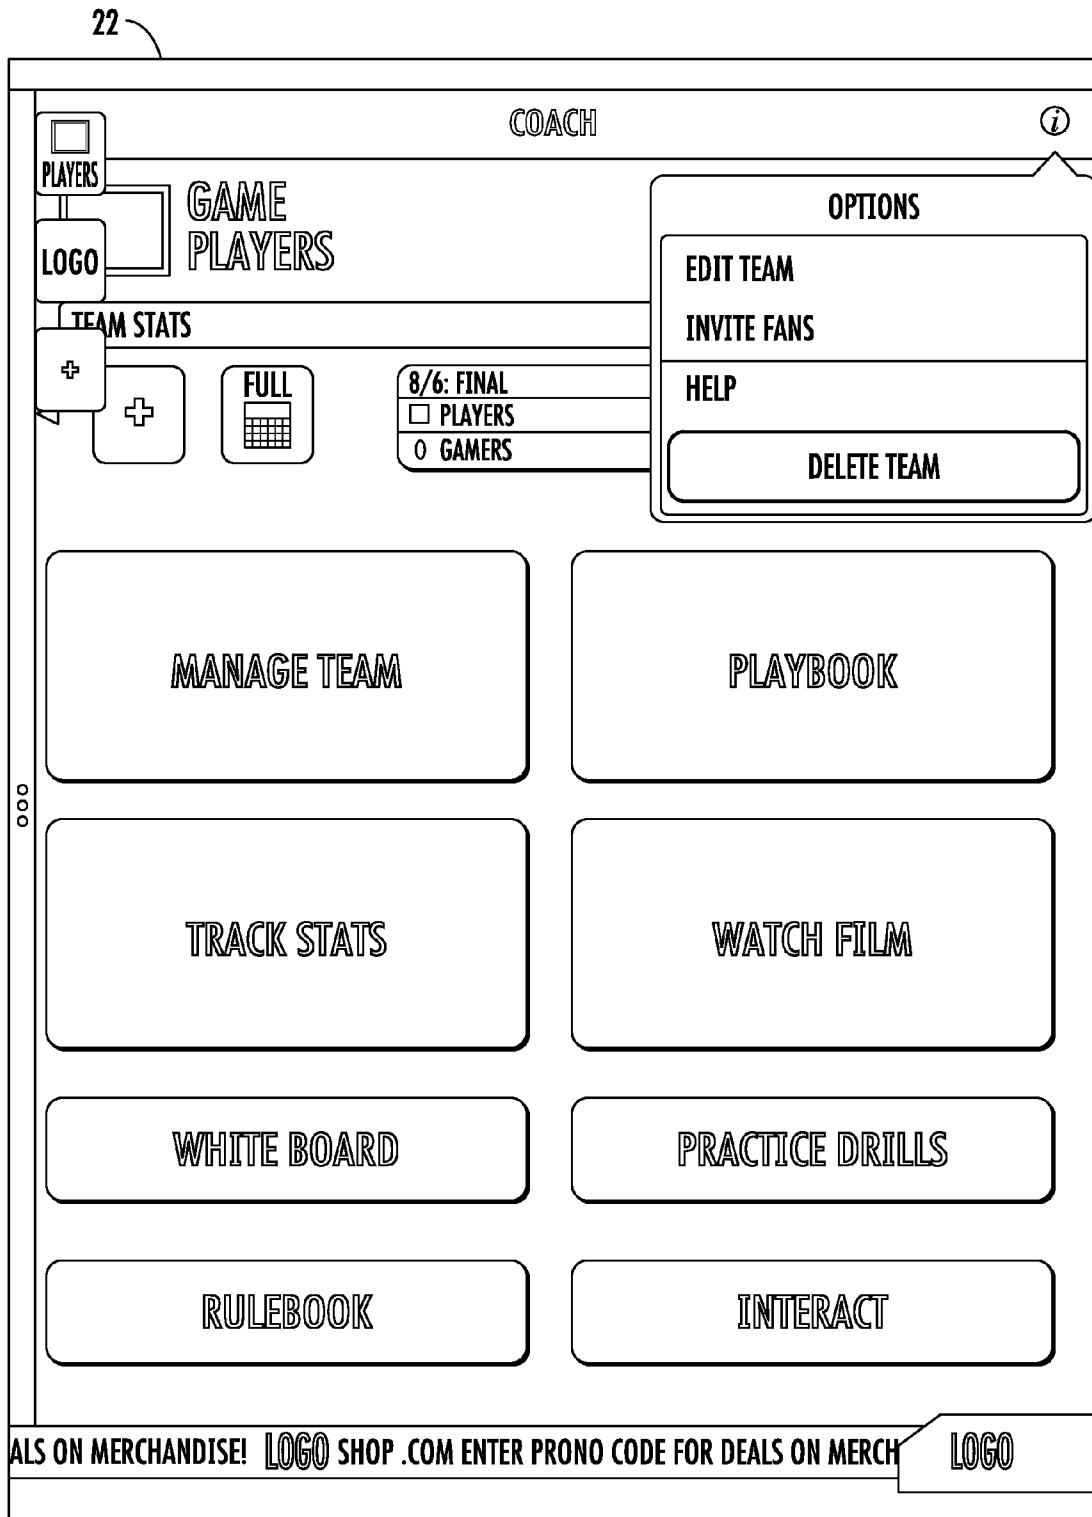 22
COACH
i
PLAYERS
GAME
PLAYERS
LOGO
TEAM STATS
+
+
FULL
8/6: FINAL
PLAYERS
0 GAMERS
OPTIONS
EDIT TEAM
INVITE FANS
HELP
DELETE TEAM
MANAGE TEAM
PLAYBOOK
TRACK STATS
WATCH FILM
WHITE BOARD
PRACTICE DRILLS
RULEBOOK
INTERACT
ALS ON MERCHANDISE! LOGO SHOP .COM ENTER PRONO CODE FOR DEALS ON MERCH
LOGO